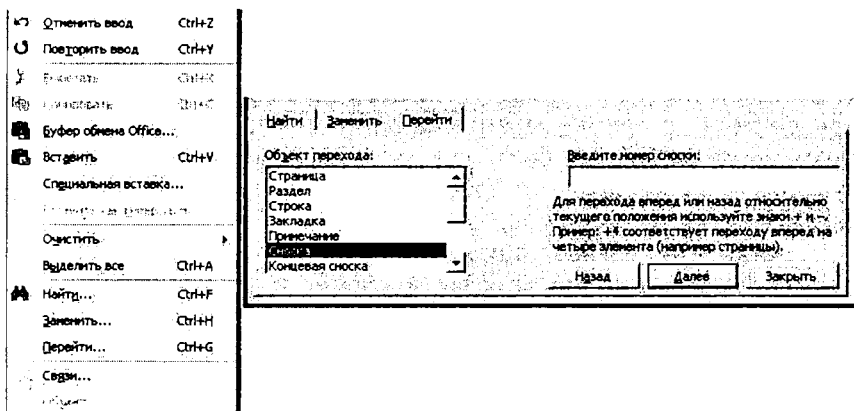 Отменить ввод Ctrl+Z
Повторить ввод Ctrl+Y
Буфер обмена Office...
Вставить Ctrl+V
Специальная вставка...
Очистить
Выделить все Ctrl+A
Найти... Ctrl+F
Заменить... Ctrl+H
Перейти... Ctrl+G
Связи...
Найти Заменить Перейти
Объект перехода:
Страница
Раздел
Строка
Закладка
Примечание
Сноска
Концевая сноска
Введите номер сноски:
Для перехода вперед или назад относительно
текущего положения используйте знаки + и -.
Пример: +4 соответствует переходу вперед на
четыре элемента (например страницы).
Назад Далее Закрыть